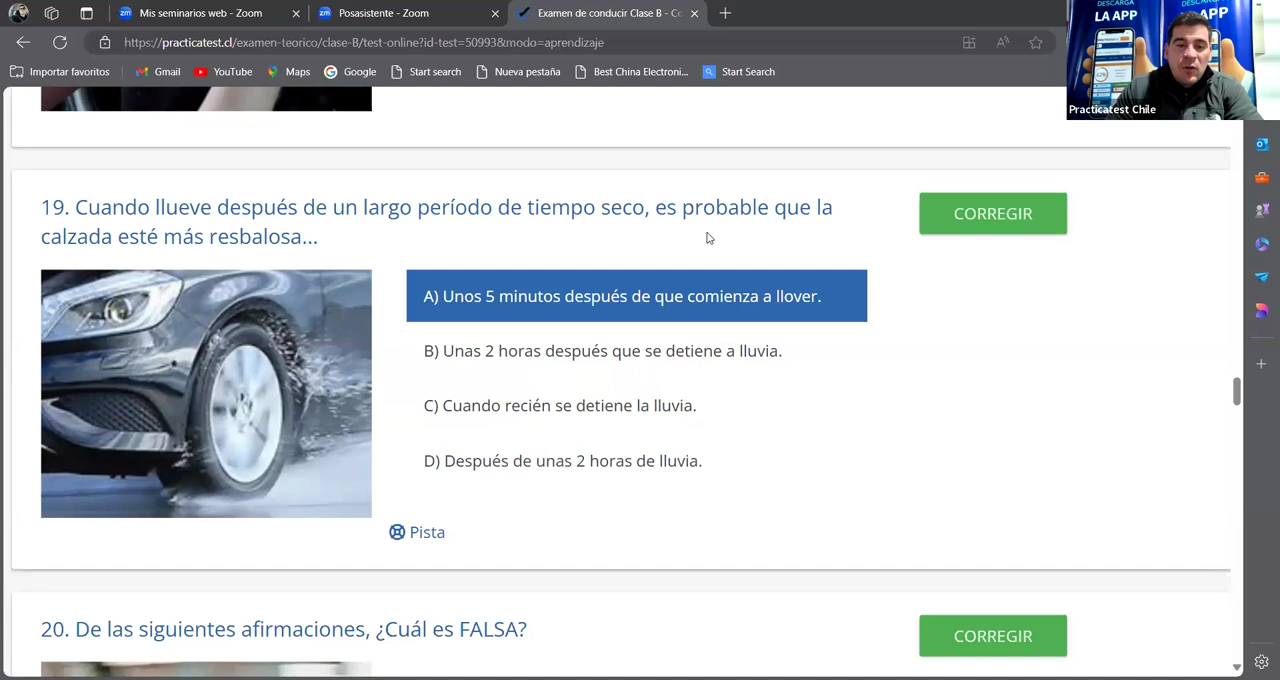 Mis seminarios web - Zoom
Posasistente - Zoom
Examen de conducir Clase B - Co
https://practicatest.cl/examen-teorico/clase-B/test-online?id-test=50993&modo=aprendizaje
Importar favoritos
Gmail
YouTube
Maps
Google
Start search
Nueva pestaña
Best China Electroni...
Start Search
DESCARGA
LA APP
DESCARGA
APP
Practicatest Chile
19. Cuando llueve después de un largo período de tiempo seco, es probable que la
calzada esté más resbalosa...
CORREGIR
A) Unos 5 minutos después de que comienza a llover.
B) Unas 2 horas después que se detiene a lluvia.
C) Cuando recién se detiene la lluvia.
D) Después de unas 2 horas de lluvia.
Pista
20. De las siguientes afirmaciones, ¿Cuál es FALSA?
CORREGIR